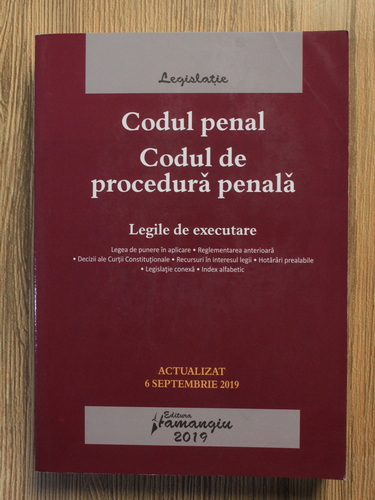 Legislație
Codul penal
Codul de
procedură penală
Legile de executare
Legea de punere în aplicare • Reglementarea anterioară
• Decizii ale Curții Constituționale • Recursuri în interesul legii • Hotărâri prealabile
• Legislație conexă • Index alfabetic
ACTUALIZAT
6 SEPTEMBRIE 2019
Editura
Hamangiu
2019